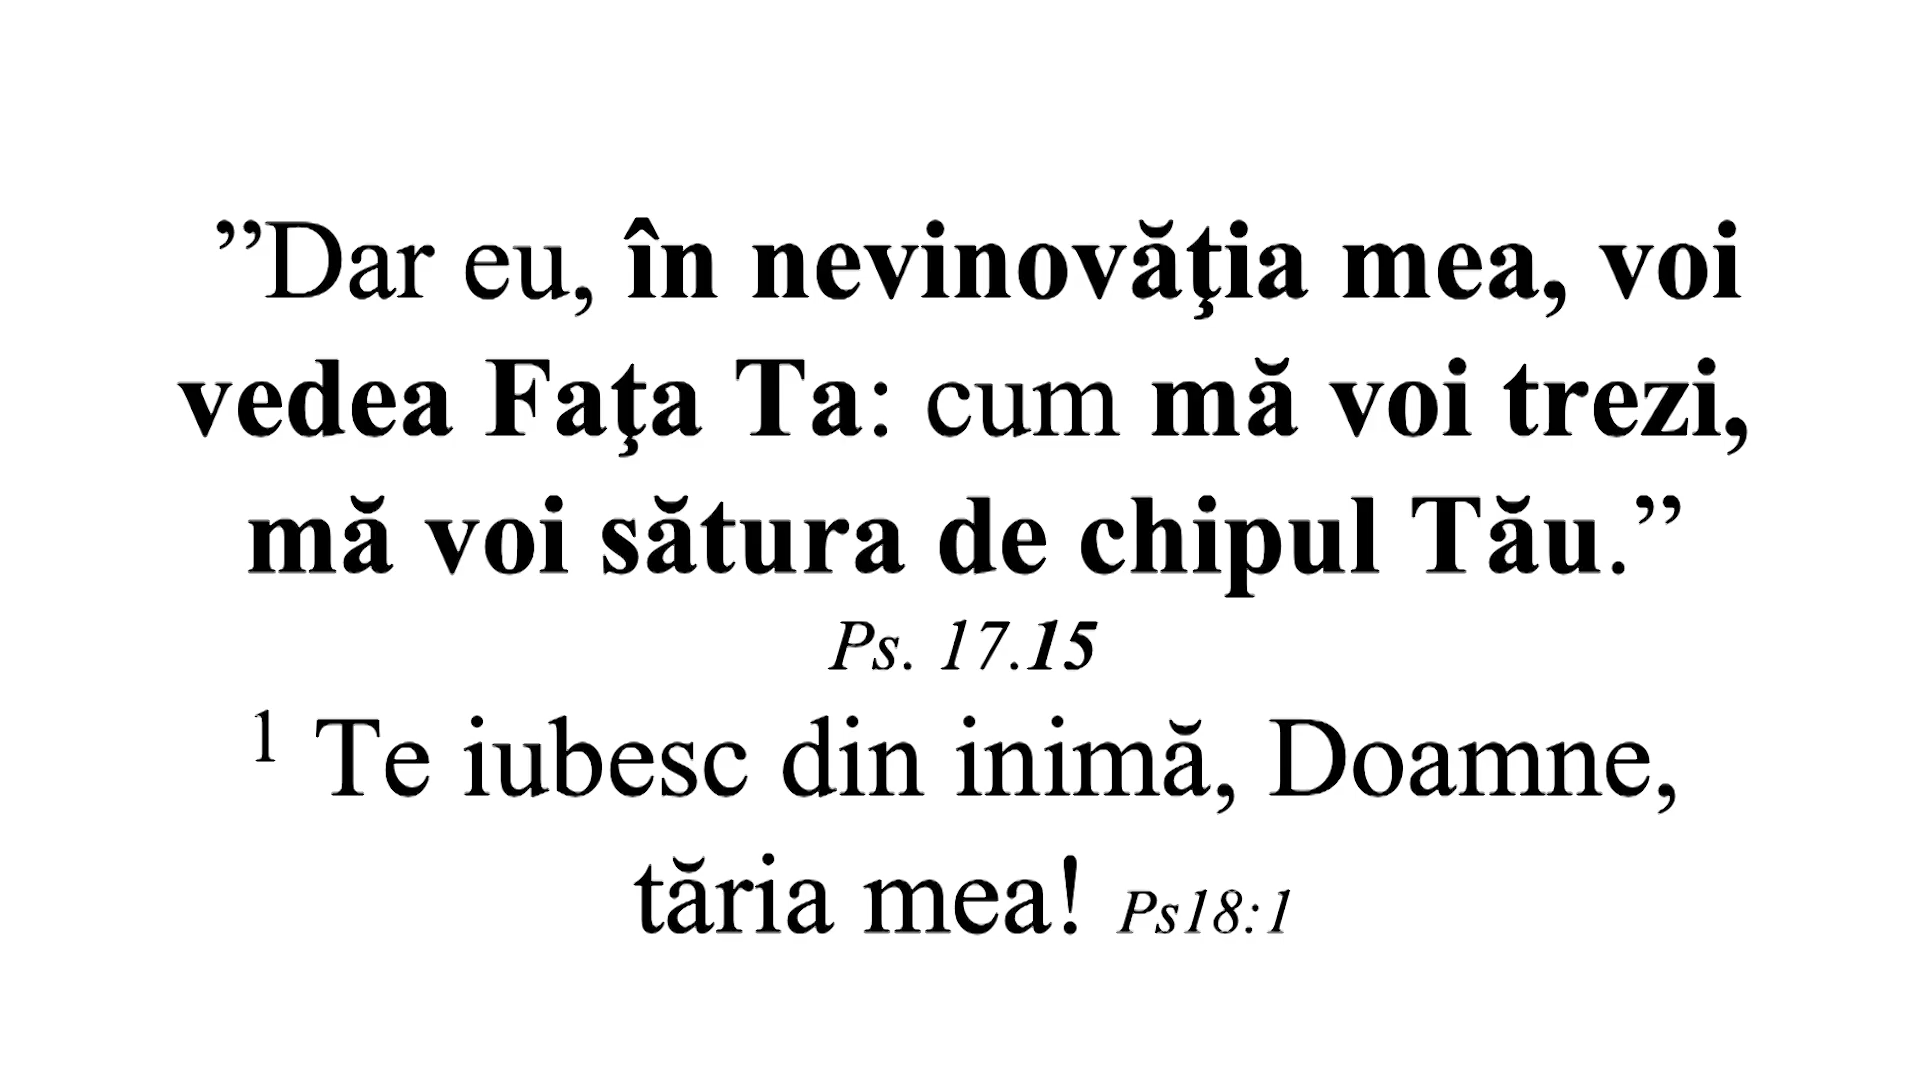 ”Dar eu, în nevinovăţia mea, voi
vedea Faţa Ta: cum mă voi trezi,
mă voi sătura de chipul Tău.”
Ps. 17.15
1 Te iubesc din inimă, Doamne,
tăria mea! Ps18:1